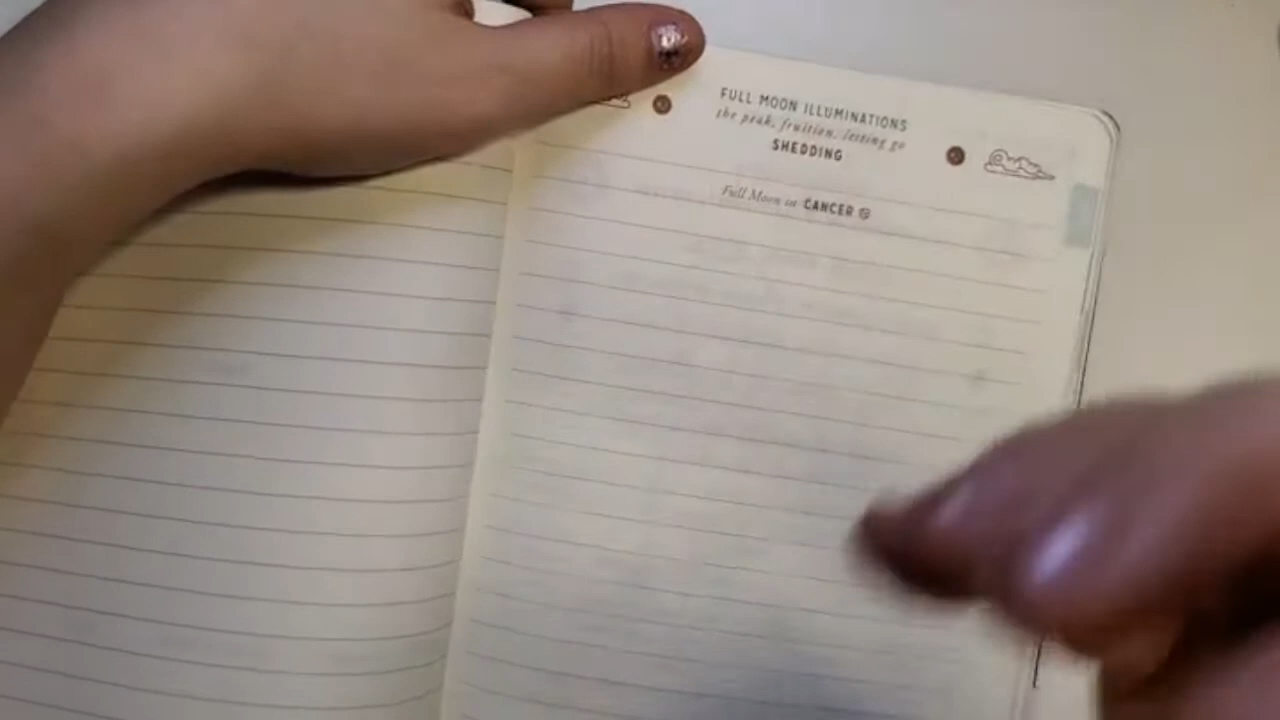 FULL MOON ILLUMINATIONS
the peak, fruition, letting go
SHEDDING
Full Moon in CANCER ♋